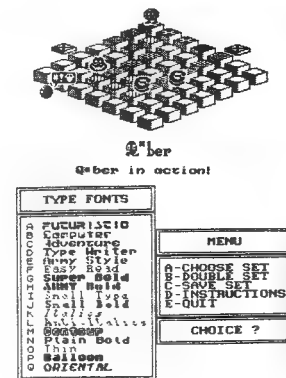 Q*ber
Q*ber in action!
TYPE FONTS
A FUTURISTIC
B Computer
C Adventure
D Type Writer
E Army Style
F Easy Read
G Super Bold
H ARMY Bold
I Small Type
J Small Bold
K Italics
L Anti-Italics
M
N Plain Bold
O Thin
P Balloon
Q ORIENTAL
MENU
A-CHOOSE SET
B-DOUBLE SET
C-SAVE SET
D-INSTRUCTIONS
E-QUIT
CHOICE ?